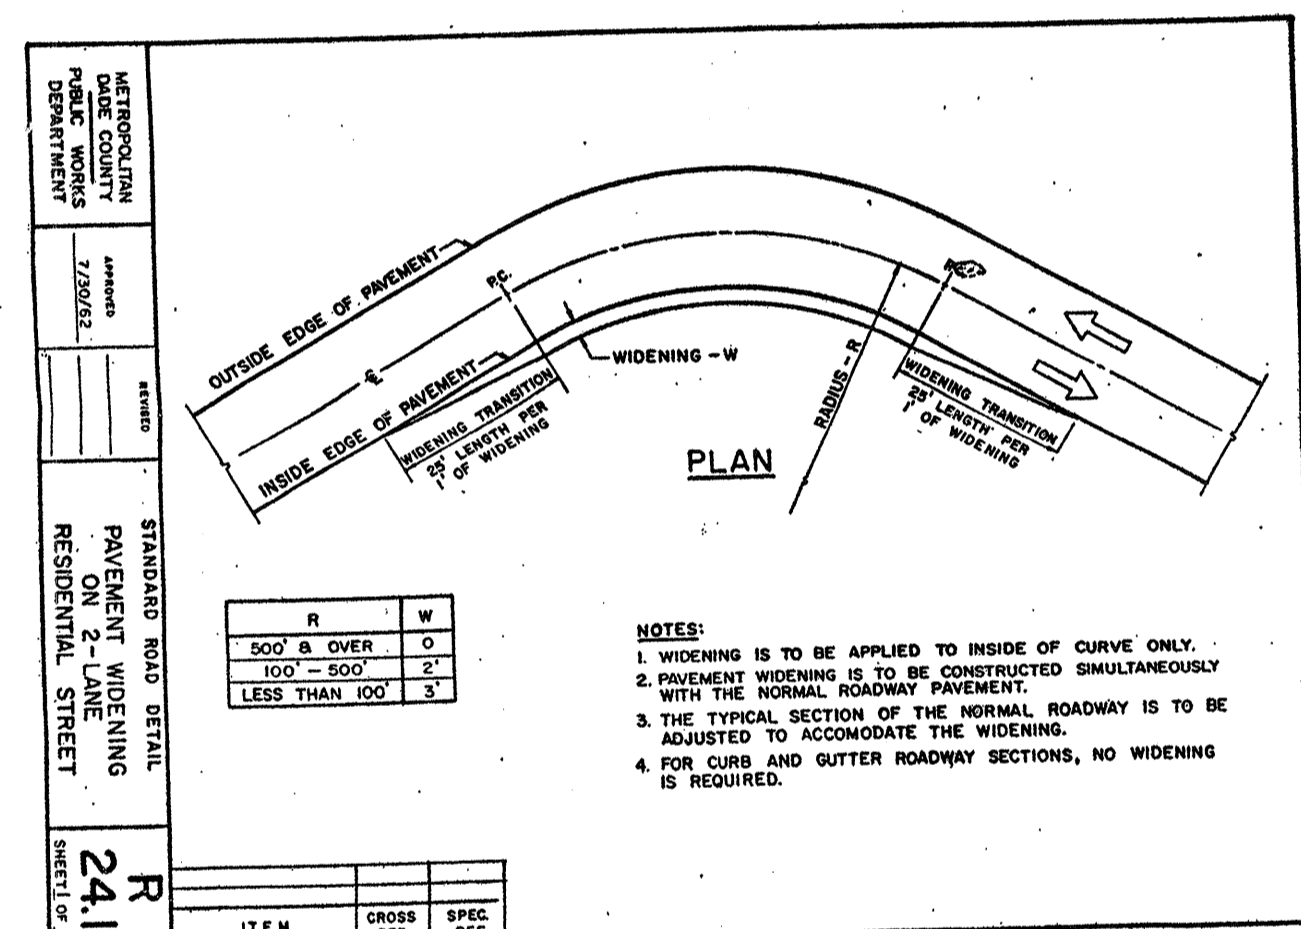 METROPOLITAN
DADE COUNTY
PUBLIC WORKS
DEPARTMENT
APPROVED
7/30/62
REVISED
STANDARD ROAD DETAIL
PAVEMENT WIDENING
ON 2-LANE
RESIDENTIAL STREET
R
24.1
SHEET 1 OF
OUTSIDE EDGE OF PAVEMENT
P.C.
℄
INSIDE EDGE OF PAVEMENT
WIDENING TRANSITION
25' LENGTH PER
1' OF WIDENING
WIDENING - W
RADIUS - R
WIDENING TRANSITION
25' LENGTH PER
1' OF WIDENING
PLAN
R W
500' & OVER 0
100' - 500' 2'
LESS THAN 100' 3'
NOTES:
1. WIDENING IS TO BE APPLIED TO INSIDE OF CURVE ONLY.
2. PAVEMENT WIDENING IS TO BE CONSTRUCTED SIMULTANEOUSLY
WITH THE NORMAL ROADWAY PAVEMENT.
3. THE TYPICAL SECTION OF THE NORMAL ROADWAY IS TO BE
ADJUSTED TO ACCOMODATE THE WIDENING.
4. FOR CURB AND GUTTER ROADWAY SECTIONS, NO WIDENING
IS REQUIRED.
ITEM CROSS SPEC.